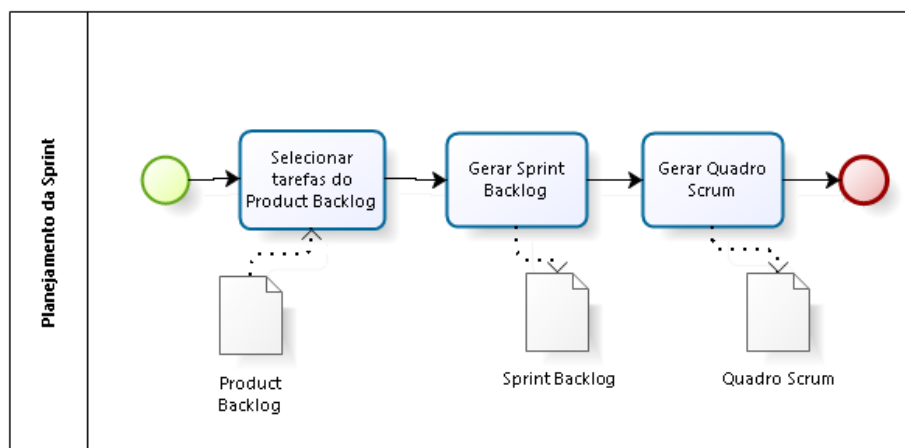 Planejamento da Sprint
Selecionar
tarefas do
Product Backlog
Gerar Sprint
Backlog
Gerar Quadro
Scrum
Product
Backlog
Sprint Backlog
Quadro Scrum